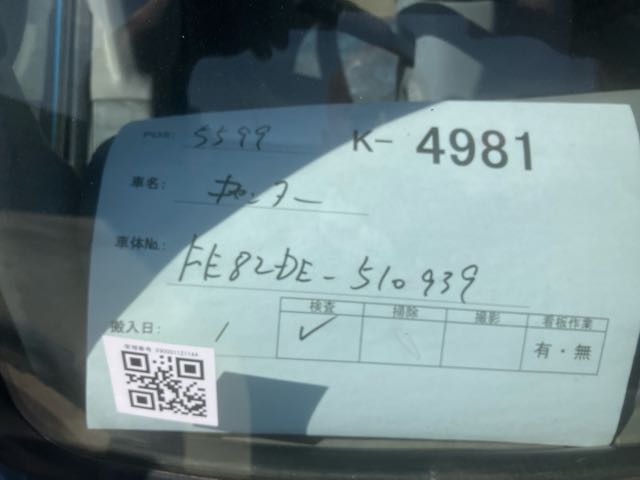 5599 K-4981
車名: キャンター
車体No.: FE82DE-510939
搬入日: /
検査 掃除 撮影 看板作業
✓ 有・無